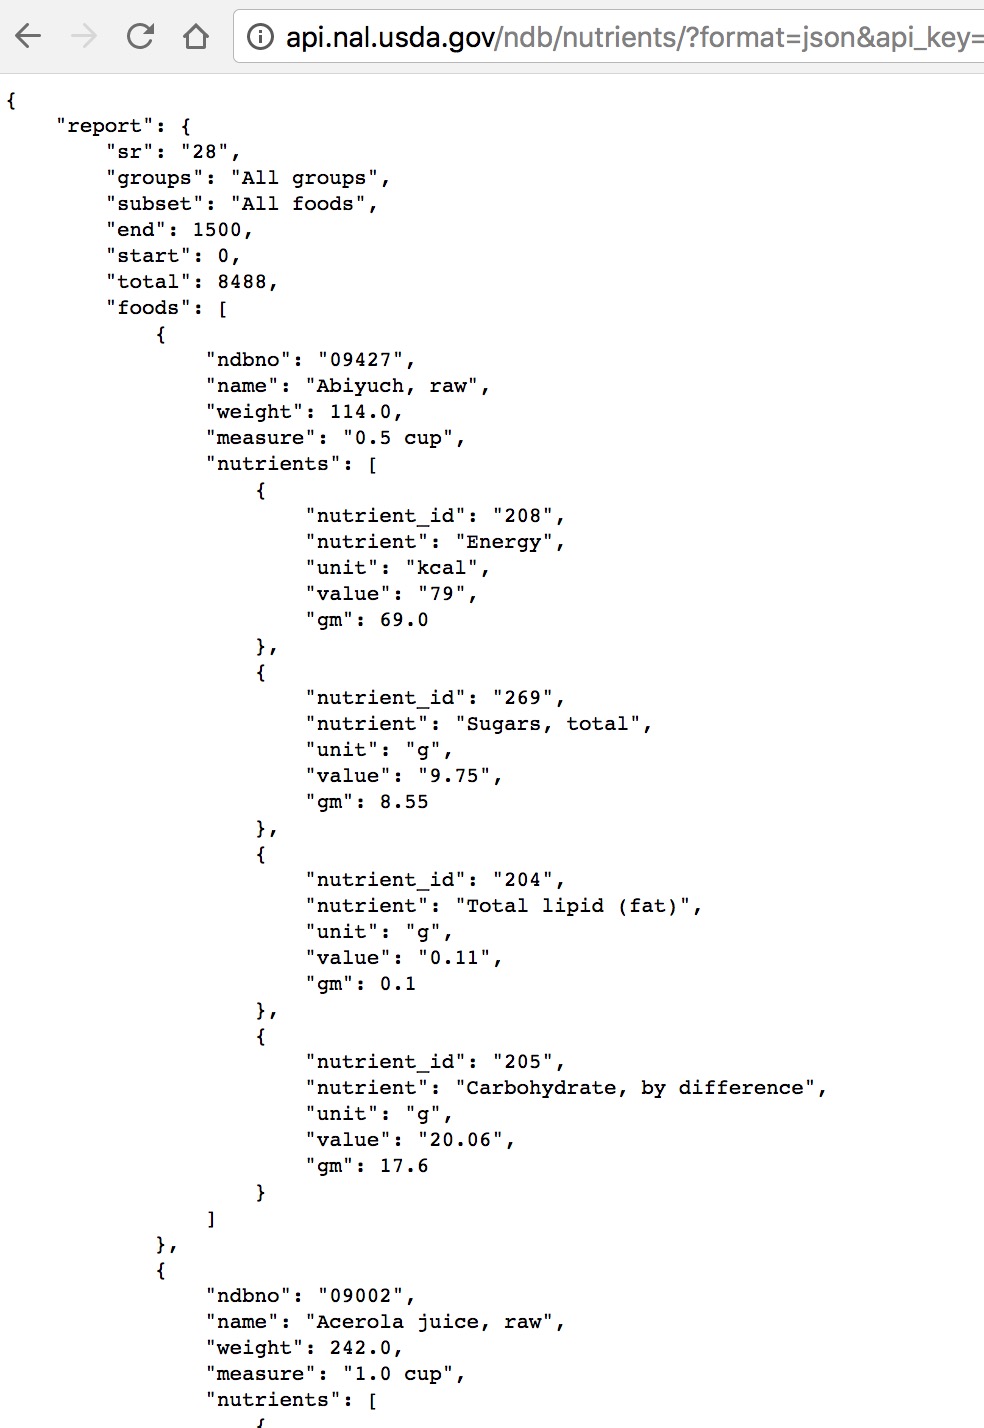 api.nal.usda.gov/ndb/nutrients/?format=json&api_key=
{
    "report": {
        "sr": "28",
        "groups": "All groups",
        "subset": "All foods",
        "end": 1500,
        "start": 0,
        "total": 8488,
        "foods": [
            {
                "ndbno": "09427",
                "name": "Abiyuch, raw",
                "weight": 114.0,
                "measure": "0.5 cup",
                "nutrients": [
                    {
                        "nutrient_id": "208",
                        "nutrient": "Energy",
                        "unit": "kcal",
                        "value": "79",
                        "gm": 69.0
                    },
                    {
                        "nutrient_id": "269",
                        "nutrient": "Sugars, total",
                        "unit": "g",
                        "value": "9.75",
                        "gm": 8.55
                    },
                    {
                        "nutrient_id": "204",
                        "nutrient": "Total lipid (fat)",
                        "unit": "g",
                        "value": "0.11",
                        "gm": 0.1
                    },
                    {
                        "nutrient_id": "205",
                        "nutrient": "Carbohydrate, by difference",
                        "unit": "g",
                        "value": "20.06",
                        "gm": 17.6
                    }
                ]
            },
            {
                "ndbno": "09002",
                "name": "Acerola juice, raw",
                "weight": 242.0,
                "measure": "1.0 cup",
                "nutrients": [
                    {